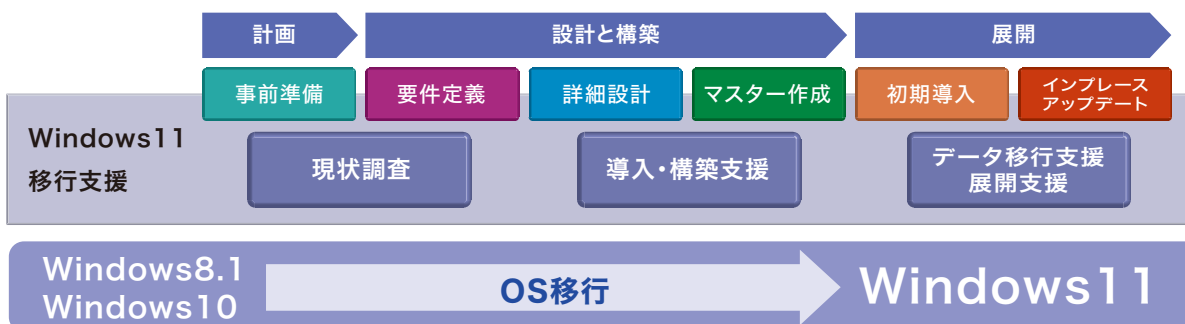 計画
設計と構築
展開
事前準備
要件定義
詳細設計
マスター作成
初期導入
インプレース
アップデート
Windows11
移行支援
現状調査
導入・構築支援
データ移行支援
展開支援
Windows8.1
Windows10
OS移行
Windows11